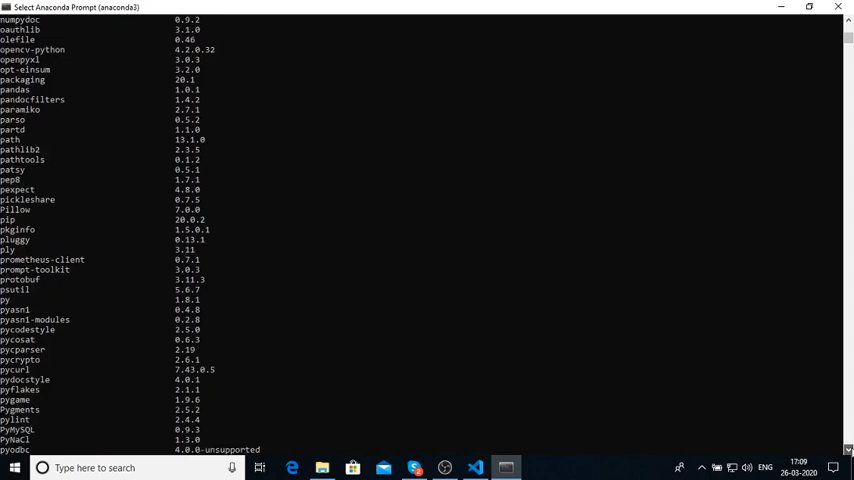 Select Anaconda Prompt (anaconda3)
numpydoc 0.9.2
oauthlib 3.1.0
olefile 0.46
opencv-python 4.2.0.32
openpyxl 3.0.3
opt-einsum 3.2.0
packaging 20.1
pandas 1.0.1
pandocfilters 1.4.2
paramiko 2.7.1
parso 0.5.2
partd 1.1.0
path 13.1.0
pathlib2 2.3.5
pathtools 0.1.2
patsy 0.5.1
pep8 1.7.1
pexpect 4.8.0
pickleshare 0.7.5
Pillow 7.0.0
pip 20.0.2
pkginfo 1.5.0.1
pluggy 0.13.1
ply 3.11
prometheus-client 0.7.1
prompt-toolkit 3.0.3
protobuf 3.11.3
psutil 5.6.7
py 1.8.1
pyasn1 0.4.8
pyasn1-modules 0.2.8
pycodestyle 2.5.0
pycosat 0.6.3
pycparser 2.19
pycrypto 2.6.1
pycurl 7.43.0.5
pydocstyle 4.0.1
pyflakes 2.1.1
pygame 1.9.6
Pygments 2.5.2
pylint 2.4.4
PyMySQL 0.9.3
PyNaCl 1.3.0
pyodbc 4.0.0-unsupported
Type here to search
2
ENG
17:09
26-03-2020